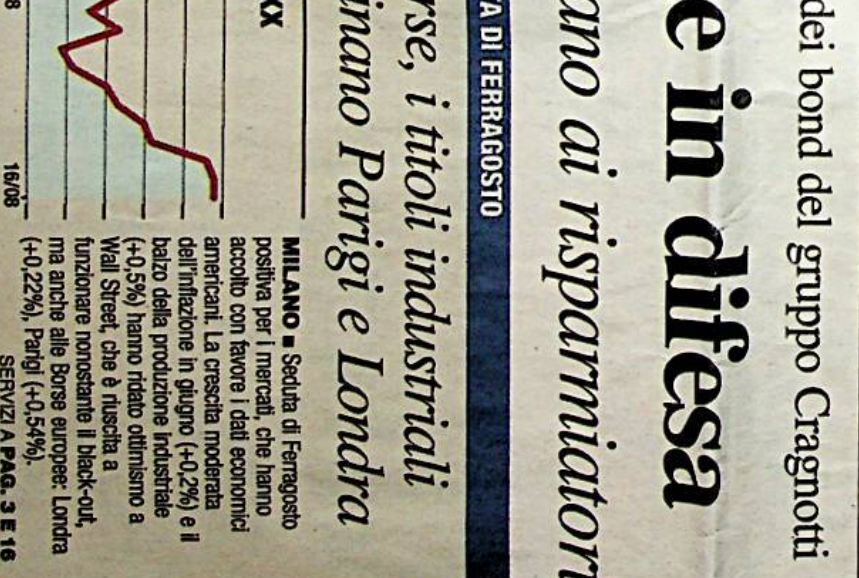 dei bond del gruppo Cragnotti
e in difesa
ano ai risparmiatori
A DI FERRAGOSTO
rse, i titoli industriali
inano Parigi e Londra
XX
8
16/08
MILANO ■ Seduta di Ferragosto
positiva per i mercati, che hanno
accolto con favore i dati economici
americani. La crescita moderata
dell'inflazione in giugno (+0,2%) e il
balzo della produzione industriale
(+0,5%) hanno ridato ottimismo a
Wall Street, che è riuscita a
funzionare nonostante il black-out,
ma anche alle Borse europee: Londra
(+0,22%), Parigi (+0,54%).
SERVIZI A PAG. 3 E 16